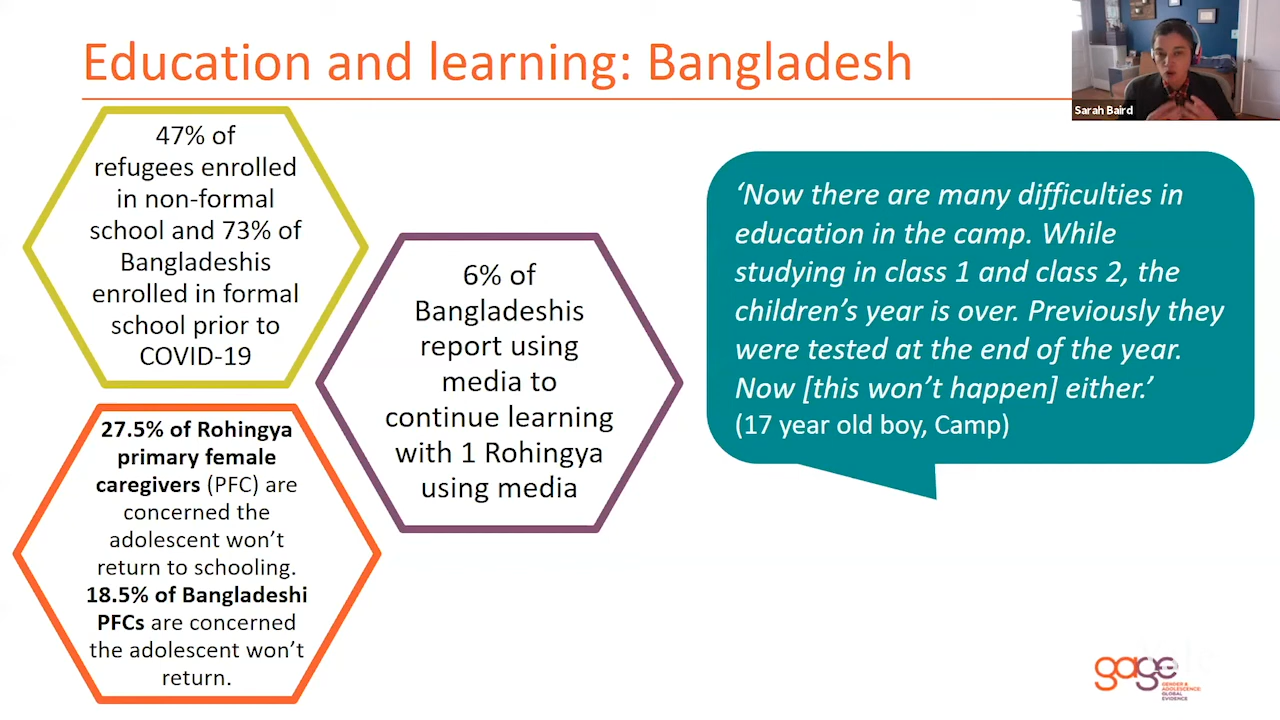 Education and learning: Bangladesh
Sarah Baird
47% of
refugees enrolled
in non-formal
school and 73% of
Bangladeshis
enrolled in formal
school prior to
COVID-19
6% of
Bangladeshis
report using
media to
continue learning
with 1 Rohingya
using media
27.5% of Rohingya
primary female
caregivers (PFC) are
concerned the
adolescent won’t
return to schooling.
18.5% of Bangladeshi
PFCs are concerned
the adolescent won’t
return.
‘Now there are many difficulties in
education in the camp. While
studying in class 1 and class 2, the
children’s year is over. Previously they
were tested at the end of the year.
Now [this won’t happen] either.’
(17 year old boy, Camp)
gage
GENDER &
ADOLESCENCE:
GLOBAL
EVIDENCE